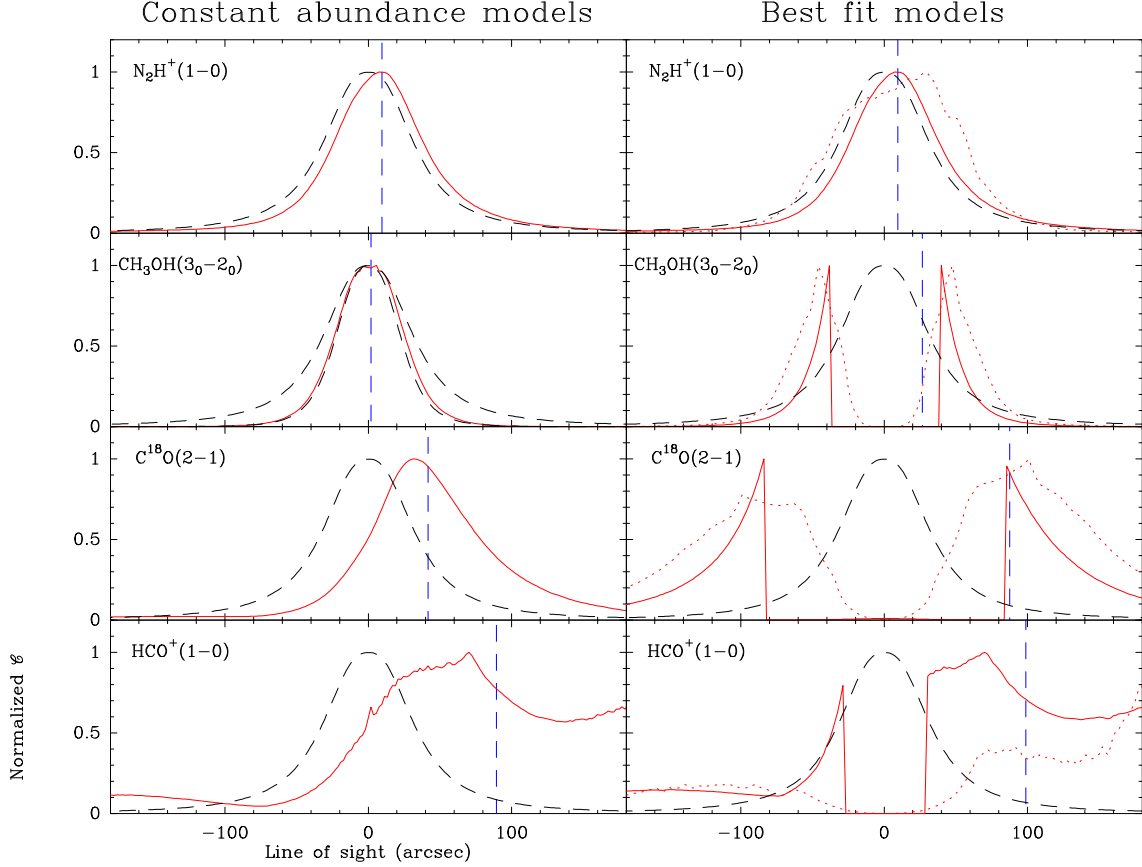 Constant abundance models
Best fit models
N₂H⁺(1−0)
N₂H⁺(1−0)
1
0.5
0
CH₃OH(3₀−2₀)
CH₃OH(3₀−2₀)
1
0.5
0
C¹⁸O(2−1)
C¹⁸O(2−1)
1
0.5
0
HCO⁺(1−0)
HCO⁺(1−0)
1
0.5
0
Normalized 𝒞
−100 0 100
−100 0 100
Line of sight (arcsec)